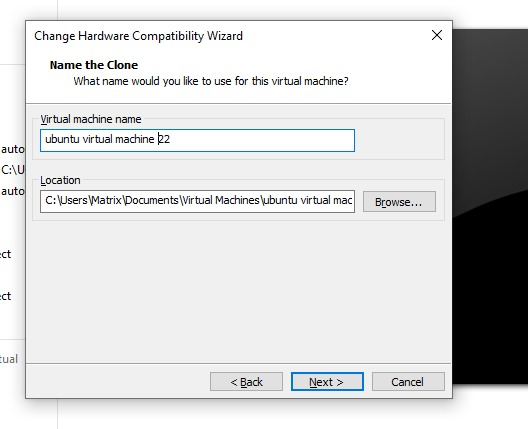 Change Hardware Compatibility Wizard
Name the Clone
What name would you like to use for this virtual machine?
Virtual machine name
ubuntu virtual machine 22
auto
C:\U
auto
Location
C:\Users\Matrix\Documents\Virtual Machines\ubuntu virtual mac
Browse...
ect
ect
tual
< Back
Next >
Cancel